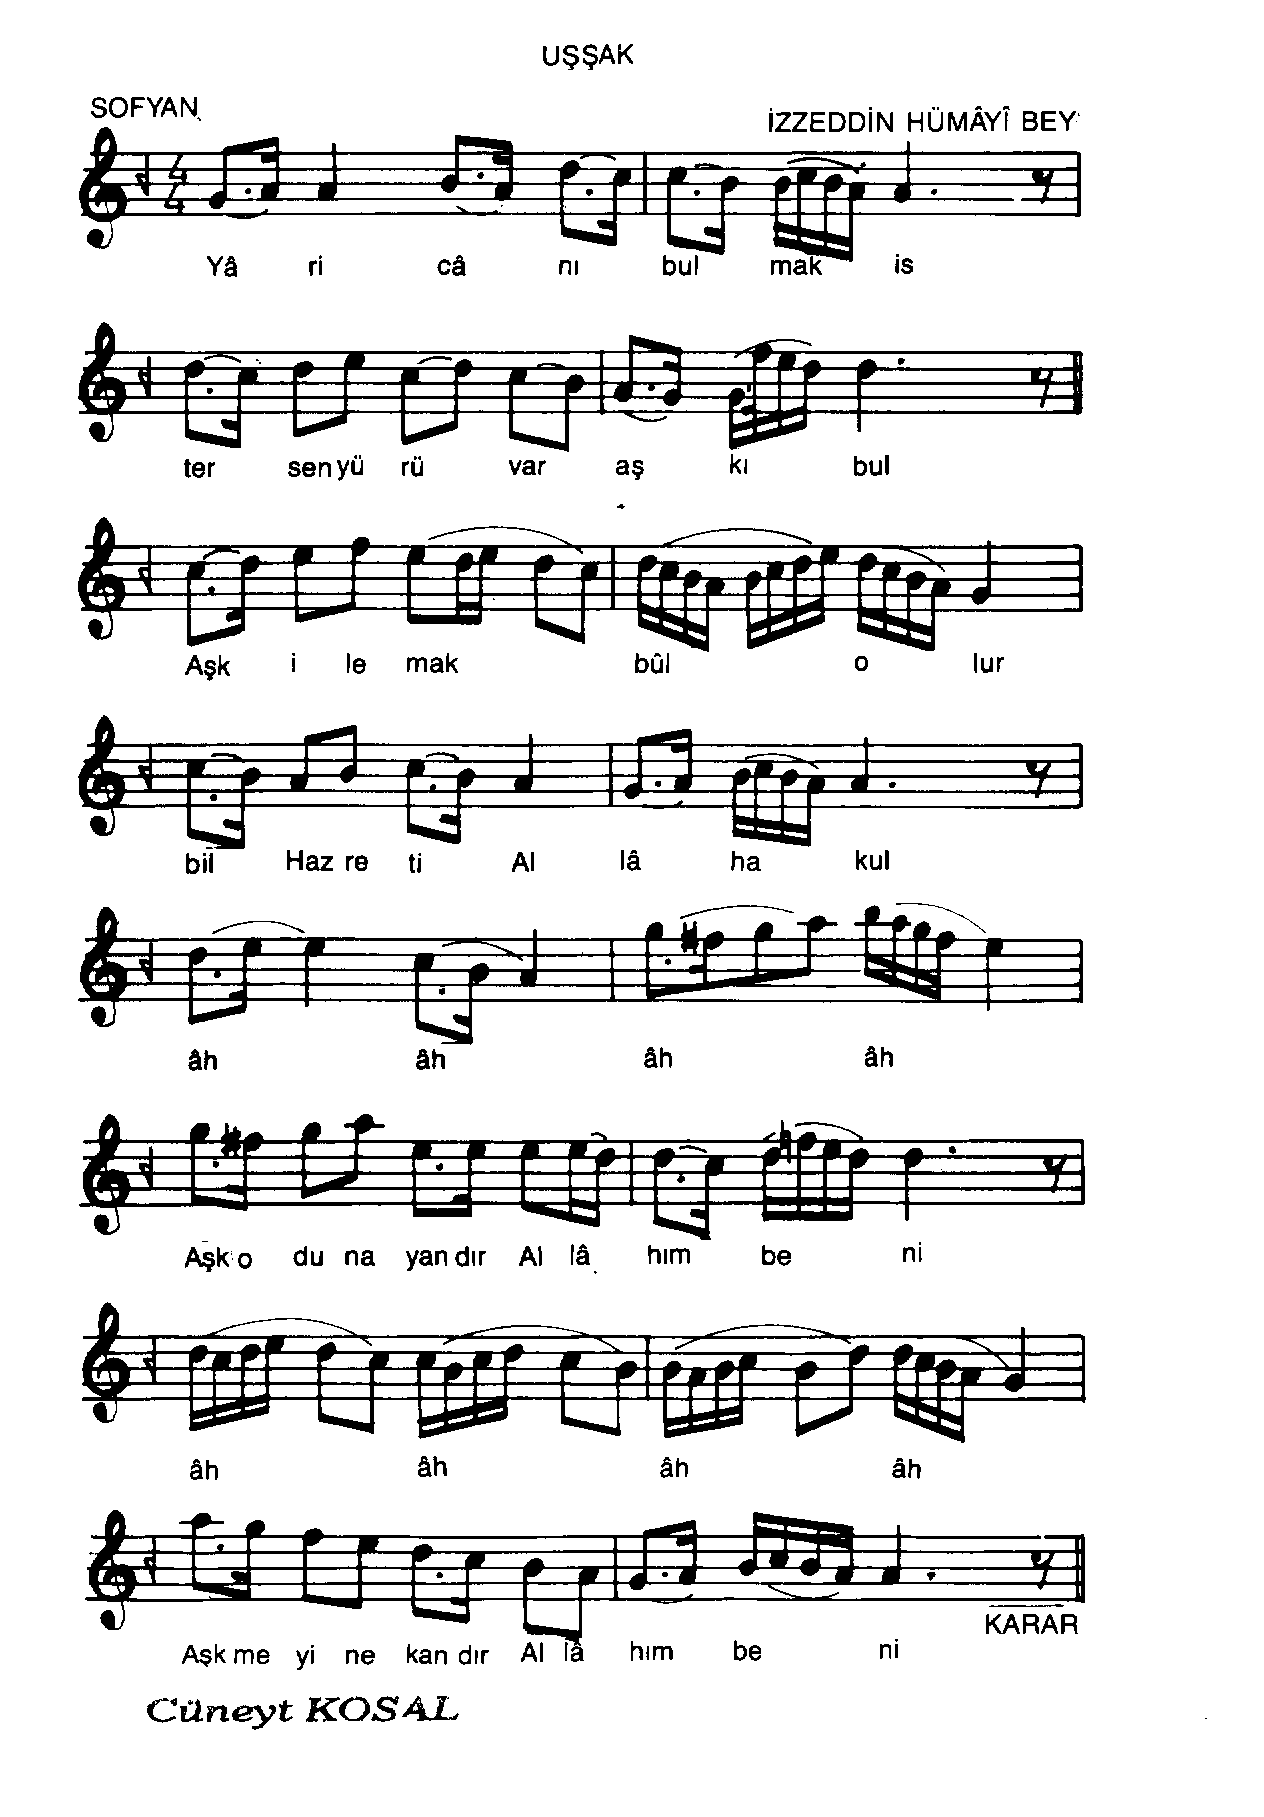 UŞŞAK
SOFYAN
İZZEDDİN HÜMÂYÎ BEY
4
4
Yâ ri câ nı bul mak is
ter sen yü rü var aş kı bul
Aşk i le mak bûl o lur
bil Haz re ti Al lâ ha kul
âh âh âh âh
Aşk o du na yan dır Al lâ hım be ni
âh âh âh âh
KARAR
Aşk me yi ne kan dır Al lâ hım be ni
Cüneyt KOSAL